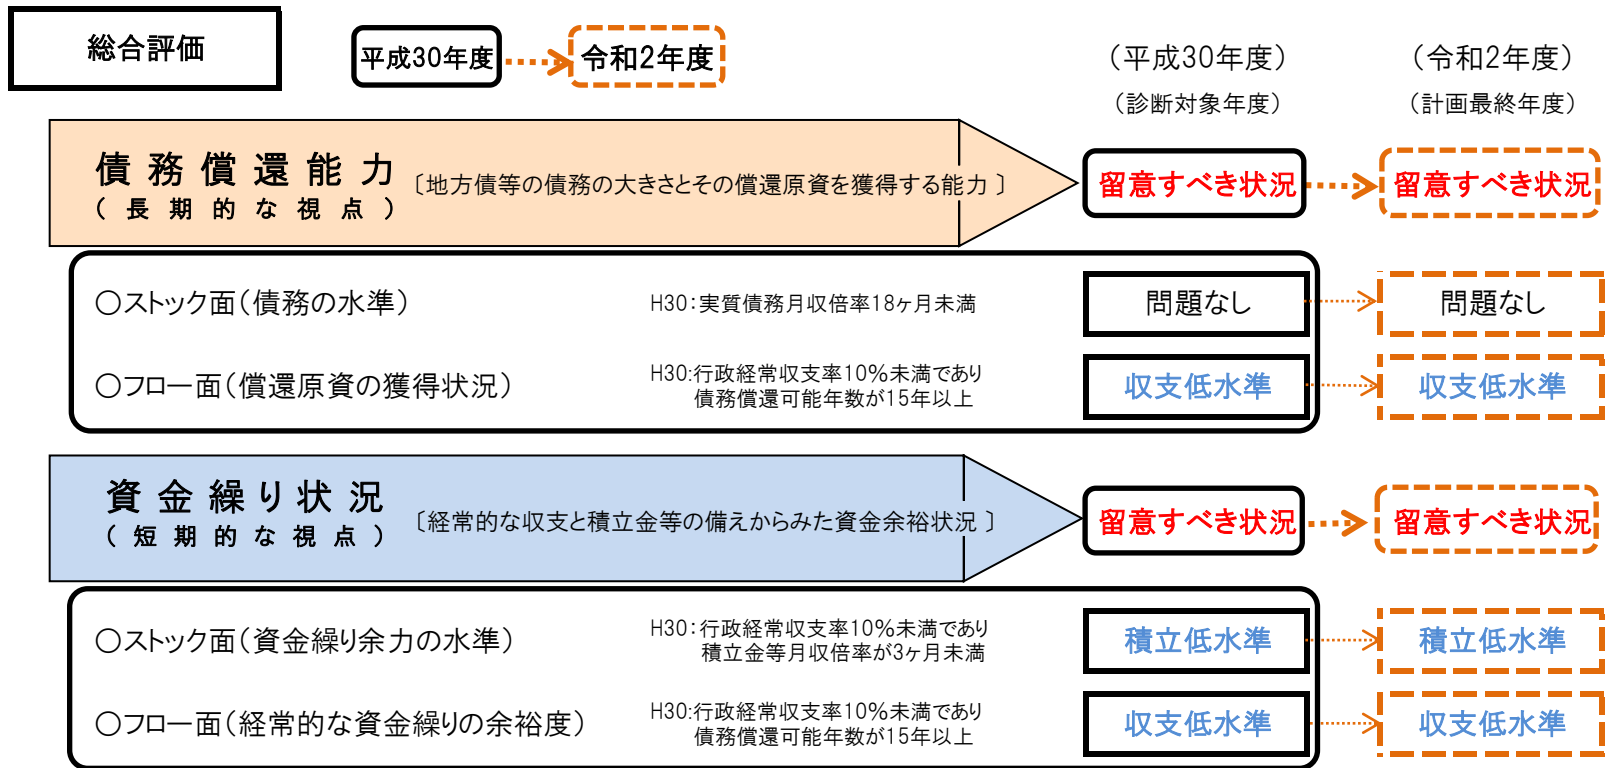 総合評価
平成30年度
令和2年度
（平成30年度）
（令和2年度）
（診断対象年度）
（計画最終年度）
債務償還能力
（長期的な視点）
〔地方債等の債務の大きさとその償還原資を獲得する能力〕
留意すべき状況
留意すべき状況
○ストック面（債務の水準）
H30：実質債務月収倍率18ヶ月未満
問題なし
問題なし
○フロー面（償還原資の獲得状況）
H30:行政経常収支率10％未満であり
債務償還可能年数が15年以上
収支低水準
収支低水準
資金繰り状況
（短期的な視点）
〔経常的な収支と積立金等の備えからみた資金余裕状況〕
留意すべき状況
留意すべき状況
○ストック面（資金繰り余力の水準）
H30：行政経常収支率10％未満であり
積立金等月収倍率が3ヶ月未満
積立低水準
積立低水準
○フロー面（経常的な資金繰りの余裕度）
H30:行政経常収支率10％未満であり
債務償還可能年数が15年以上
収支低水準
収支低水準